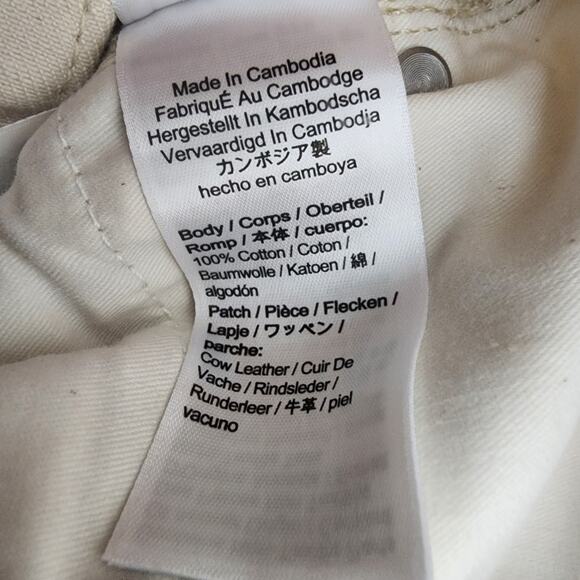 Made In Cambodia
FabriquÉ Au Cambodge
Hergestellt In Kambodscha
Vervaardigd In Cambodja
カンボジア製
hecho en camboya
Body / Corps / Oberteil /
Romp / 本体 / cuerpo:
100% Cotton / Coton /
Baumwolle / Katoen / 綿 /
algodón
Patch / Pièce / Flecken /
Lapje / ワッペン /
parche:
Cow Leather / Cuir De
Vache / Rindsleder /
Runderleer / 牛革 / piel
vacuno